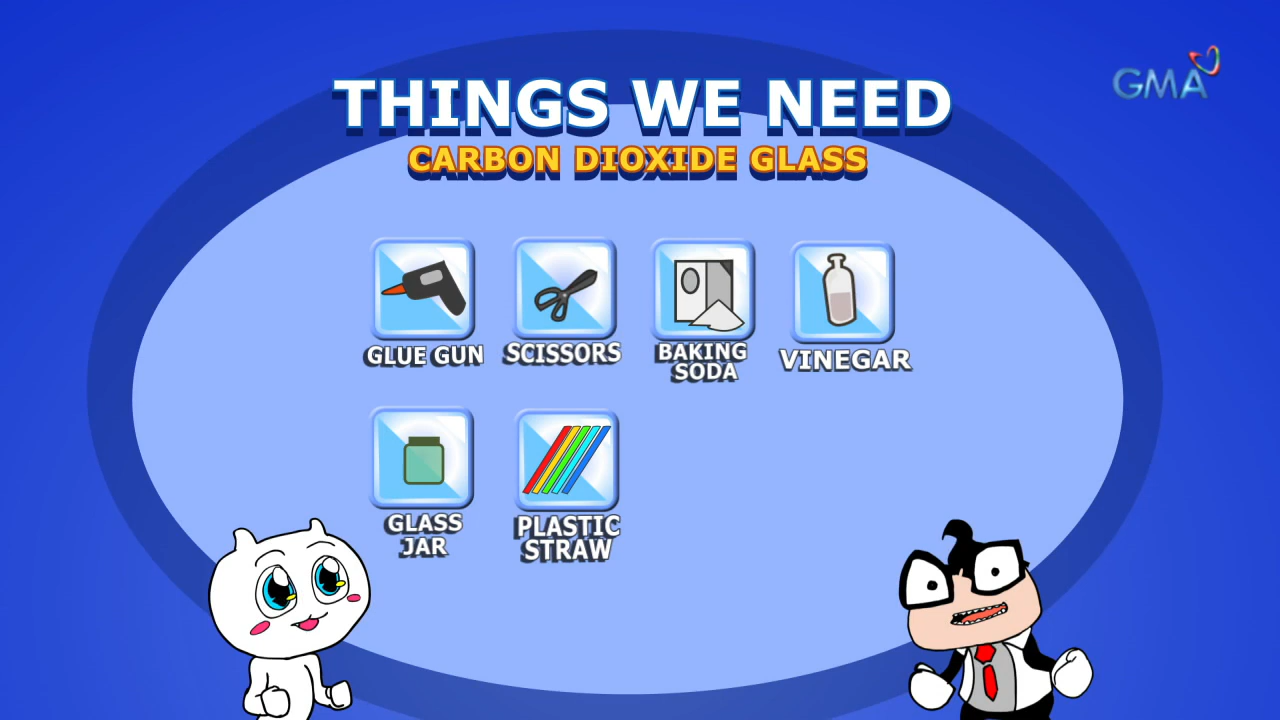 GMA
THINGS WE NEED
CARBON DIOXIDE GLASS
GLUE GUN
SCISSORS
BAKING
SODA
VINEGAR
GLASS
JAR
PLASTIC
STRAW